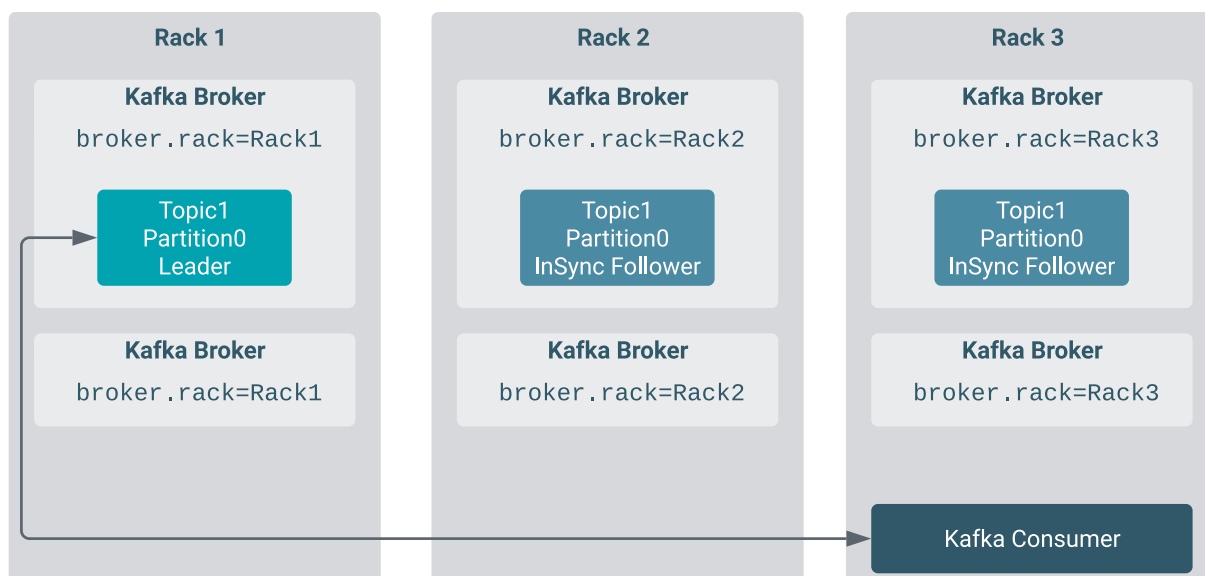 Rack 1
Kafka Broker
broker.rack=Rack1
Topic1
Partition0
Leader
Kafka Broker
broker.rack=Rack1
Rack 2
Kafka Broker
broker.rack=Rack2
Topic1
Partition0
InSync Follower
Kafka Broker
broker.rack=Rack2
Rack 3
Kafka Broker
broker.rack=Rack3
Topic1
Partition0
InSync Follower
Kafka Broker
broker.rack=Rack3
Kafka Consumer